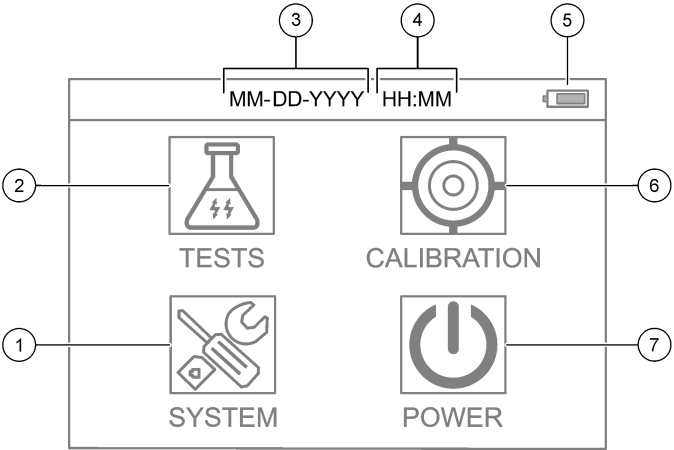 3 4 5
MM-DD-YYYY HH:MM
2 6
TESTS CALIBRATION
1 7
SYSTEM POWER